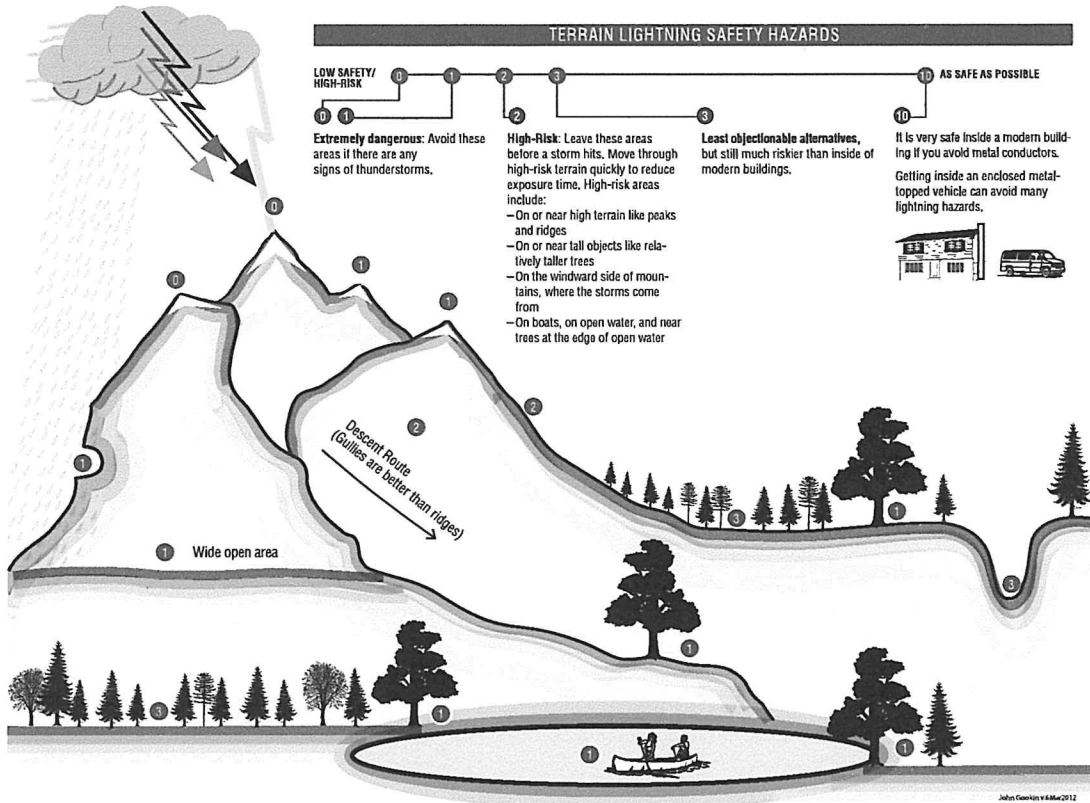 TERRAIN LIGHTNING SAFETY HAZARDS
LOW SAFETY/
HIGH-RISK
0
1
2
3
10
AS SAFE AS POSSIBLE
0
1
2
3
10
Extremely dangerous: Avoid these
areas if there are any
signs of thunderstorms.
High-Risk: Leave these areas
before a storm hits. Move through
high-risk terrain quickly to reduce
exposure time. High-risk areas
include:
–On or near high terrain like peaks
and ridges
–On or near tall objects like rela-
tively taller trees
–On the windward side of moun-
tains, where the storms come
from
–On boats, on open water, and near
trees at the edge of open water
Least objectionable alternatives,
but still much riskier than inside of
modern buildings.
It is very safe inside a modern build-
ing if you avoid metal conductors.
Getting inside an enclosed metal-
topped vehicle can avoid many
lightning hazards.
0
0
1
1
2
2
1
Descent Route
(Gullies are better than ridges)
3
1
3
1 Wide open area
1
3
1
1
1
John Gookin v.6Mar2012